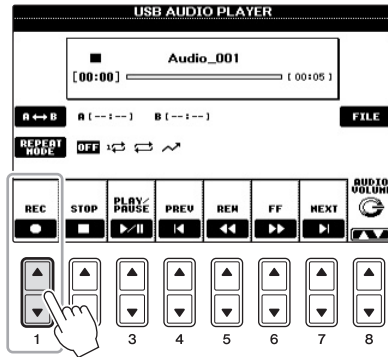 USB AUDIO PLAYER
Audio_001
[00:00] [ 00:05 ]
A↔B A[--:--] B[--:--] FILE
REPEAT MODE OFF 1
AUDIO VOLUME
REC STOP PLAY/PAUSE PREV REW FF NEXT
1 3 4 5 6 7 8